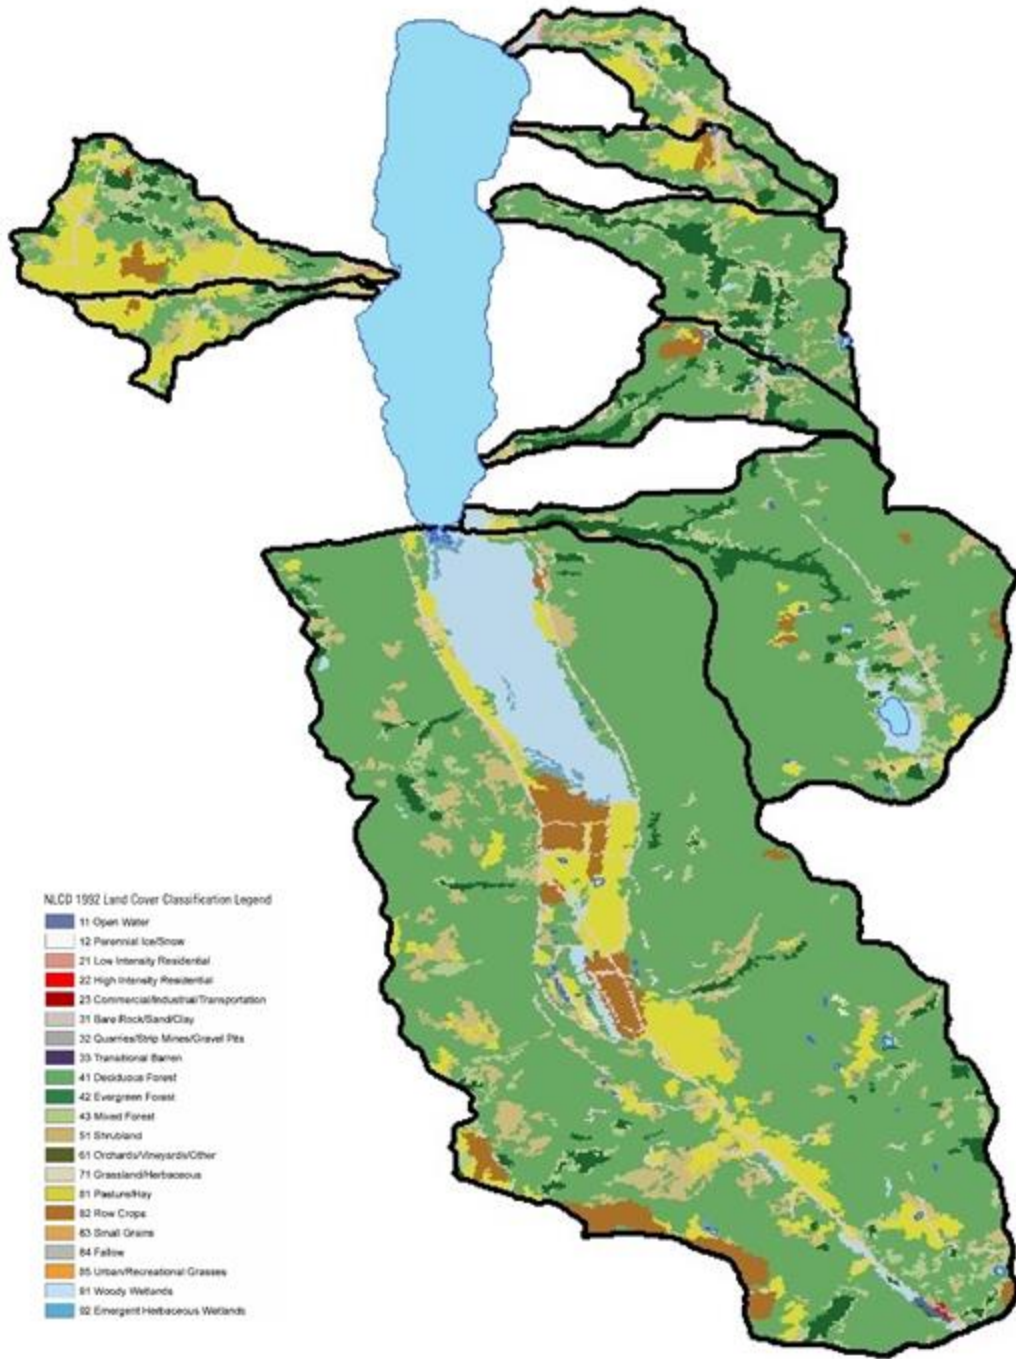 NLCD 1992 Land Cover Classification Legend
11 Open Water
12 Perennial Ice/Snow
21 Low Intensity Residential
22 High Intensity Residential
23 Commercial/Industrial/Transportation
31 Bare Rock/Sand/Clay
32 Quarries/Strip Mines/Gravel Pits
33 Transitional Barren
41 Deciduous Forest
42 Evergreen Forest
43 Mixed Forest
51 Shrubland
61 Orchards/Vineyards/Other
71 Grassland/Herbaceous
81 Pasture/Hay
82 Row Crops
83 Small Grains
84 Fallow
85 Urban/Recreational Grasses
91 Woody Wetlands
92 Emergent Herbaceous Wetlands